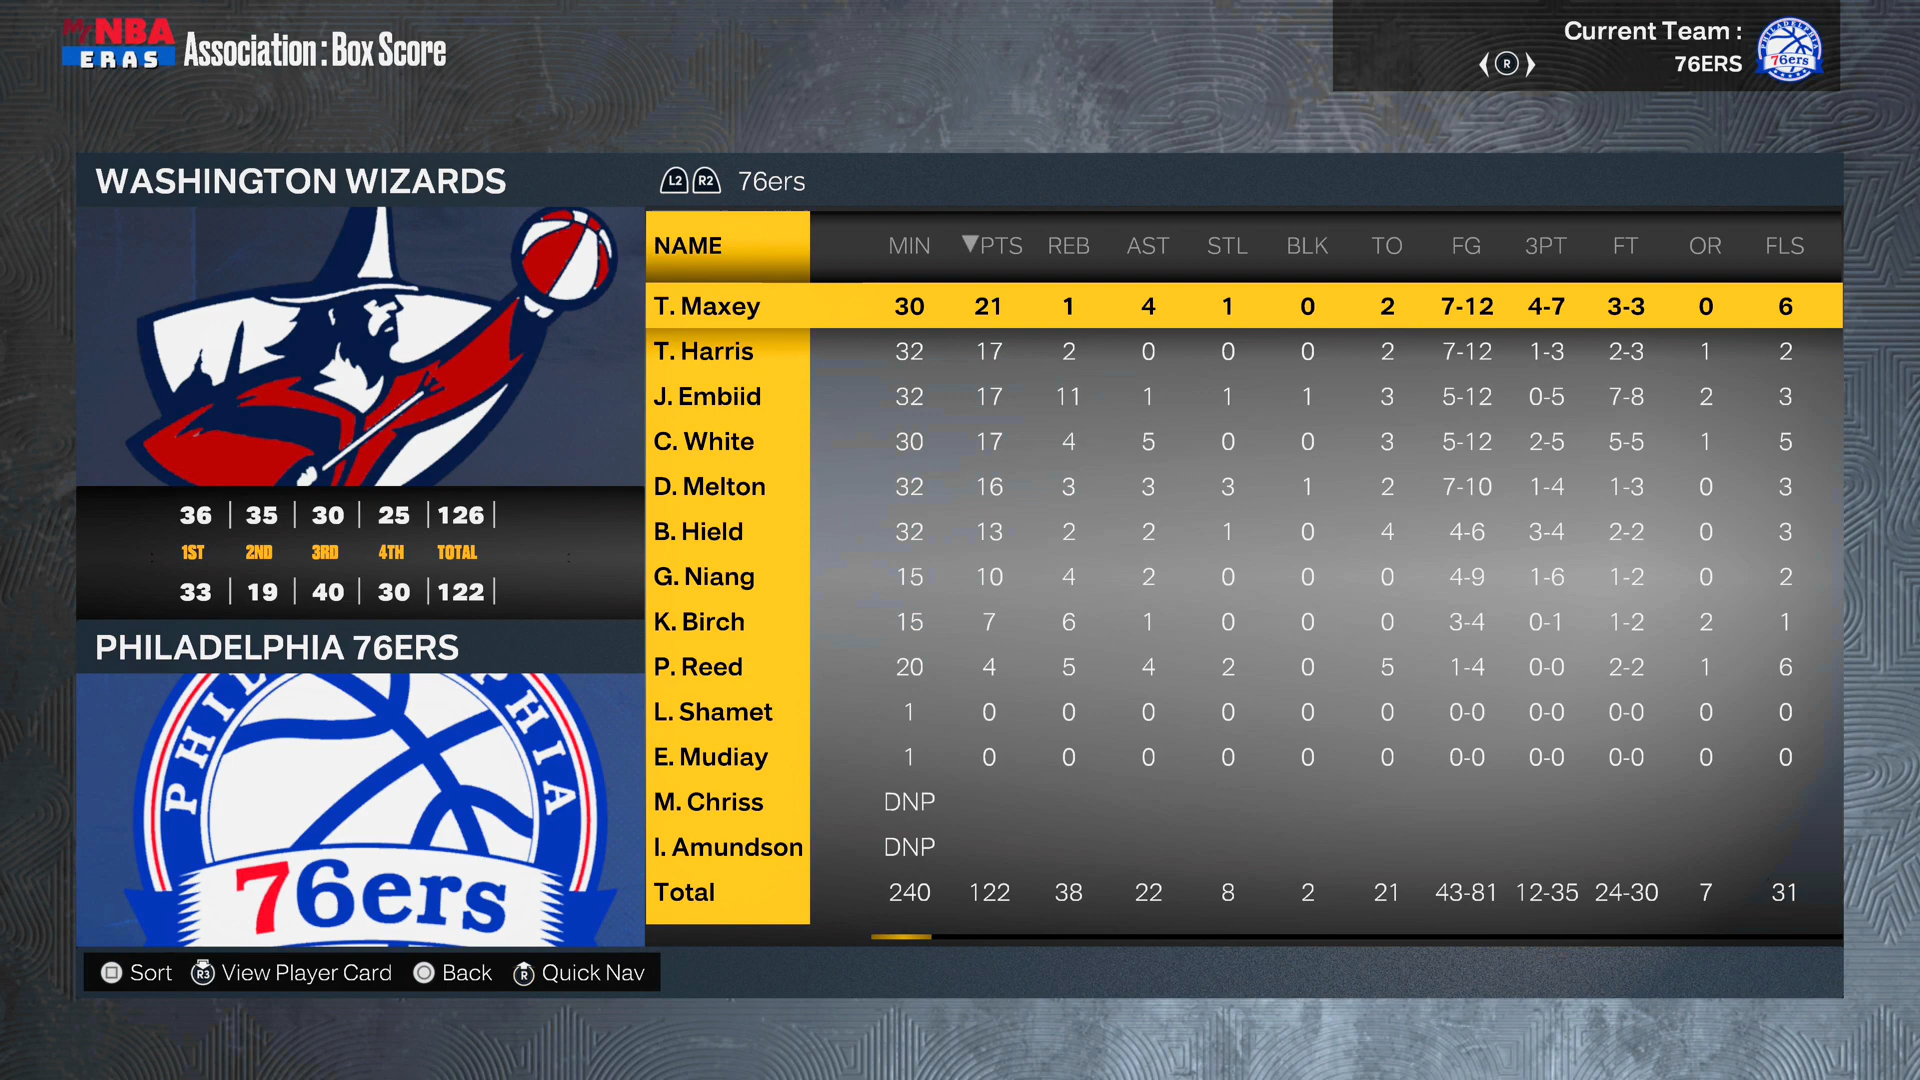 My NBA ERAS Association : Box Score
Current Team :
R 76ERS
PHILADELPHIA 76ers
WASHINGTON WIZARDS
L2 R2 76ers
NAME MIN PTS REB AST STL BLK TO FG 3PT FT OR FLS
T. Maxey 30 21 1 4 1 0 2 7-12 4-7 3-3 0 6
T. Harris 32 17 2 0 0 0 2 7-12 1-3 2-3 1 2
J. Embiid 32 17 11 1 1 1 3 5-12 0-5 7-8 2 3
C. White 30 17 4 5 0 0 3 5-12 2-5 5-5 1 5
D. Melton 32 16 3 3 3 1 2 7-10 1-4 1-3 0 3
B. Hield 32 13 2 2 1 0 4 4-6 3-4 2-2 0 3
G. Niang 15 10 4 2 0 0 0 4-9 1-6 1-2 0 2
K. Birch 15 7 6 1 0 0 0 3-4 0-1 1-2 2 1
P. Reed 20 4 5 4 2 0 5 1-4 0-0 2-2 1 6
L. Shamet 1 0 0 0 0 0 0 0-0 0-0 0-0 0 0
E. Mudiay 1 0 0 0 0 0 0 0-0 0-0 0-0 0 0
M. Chriss DNP
I. Amundson DNP
Total 240 122 38 22 8 2 21 43-81 12-35 24-30 7 31
36 | 35 | 30 | 25 | 126 |
1ST 2ND 3RD 4TH TOTAL
33 | 19 | 40 | 30 | 122 |
PHILADELPHIA 76ERS
PHIL PHIA
76ers
Sort R3 View Player Card Back R Quick Nav